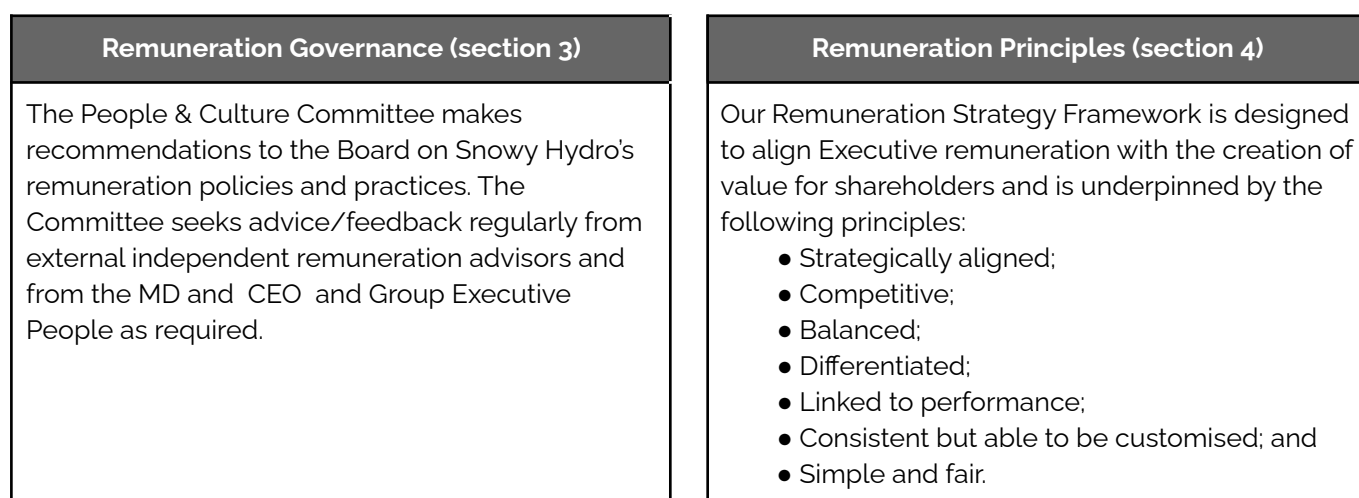 Remuneration Governance (section 3)
The People & Culture Committee makes
recommendations to the Board on Snowy Hydro's
remuneration policies and practices. The
Committee seeks advice/feedback regularly from
external independent remuneration advisors and
from the MD and  CEO  and Group Executive
People as required.
Remuneration Principles (section 4)
Our Remuneration Strategy Framework is designed
to align Executive remuneration with the creation of
value for shareholders and is underpinned by the
following principles:
● Strategically aligned;
● Competitive;
● Balanced;
● Differentiated;
● Linked to performance;
● Consistent but able to be customised; and
● Simple and fair.